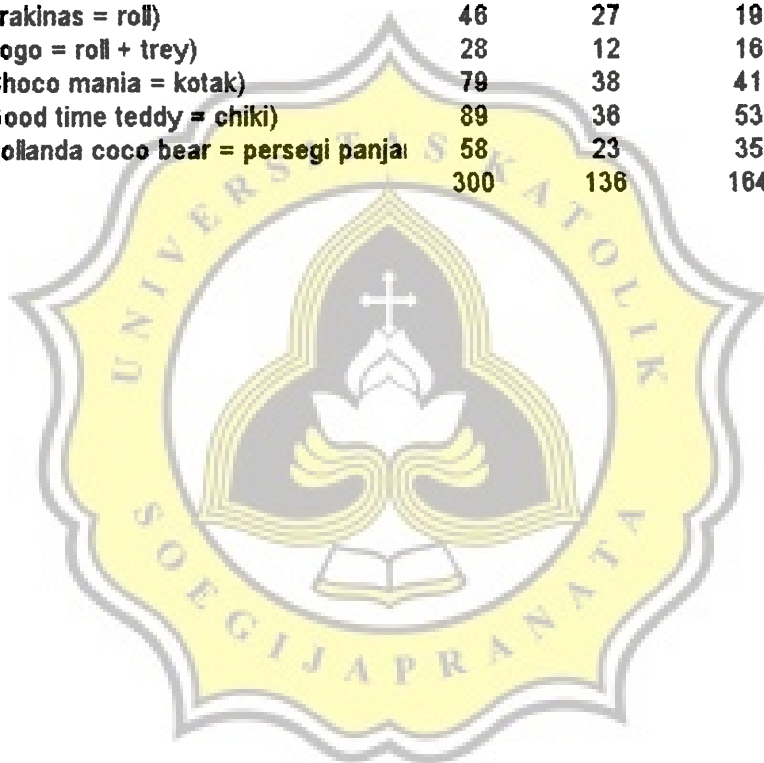 rakinas = roll) 46 27 19
ogo = roll + trey) 28 12 16
hoco mania = kotak) 79 38 41
ood time teddy = chiki) 89 36 53
ollanda coco bear = persegi panjai 58 23 35
300 136 164
UNIVERSITAS KATOLIK
SOEGIJAPRANATA